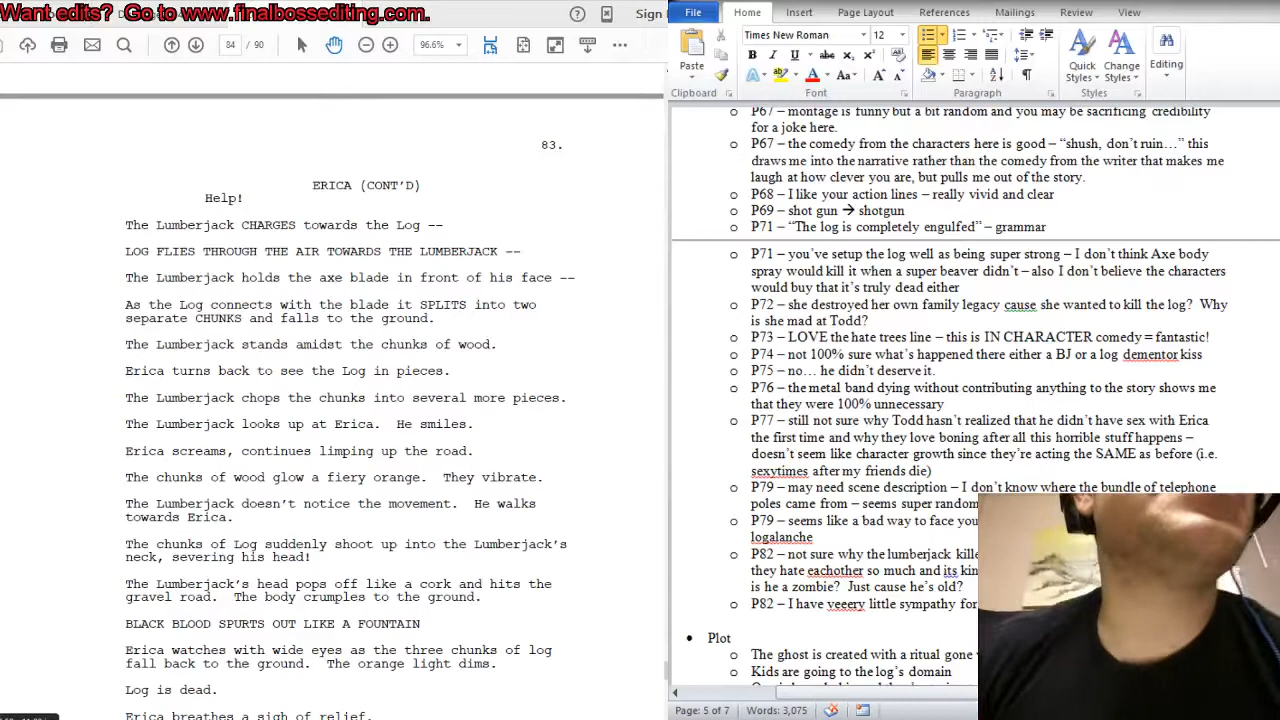 Want edits?  Go to www.finalbossediting.com.
Sign
84 / 90
96.6%
83.
ERICA (CONT'D)
Help!
The Lumberjack CHARGES towards the Log --
LOG FLIES THROUGH THE AIR TOWARDS THE LUMBERJACK --
The Lumberjack holds the axe blade in front of his face --
As the Log connects with the blade it SPLITS into two
separate CHUNKS and falls to the ground.
The Lumberjack stands amidst the chunks of wood.
Erica turns back to see the Log in pieces.
The Lumberjack chops the chunks into several more pieces.
The Lumberjack looks up at Erica.  He smiles.
Erica screams, continues limping up the road.
The chunks of wood glow a fiery orange.  They vibrate.
The Lumberjack doesn't notice the movement.  He walks
towards Erica.
The chunks of Log suddenly shoot up into the Lumberjack's
neck, severing his head!
The Lumberjack's head pops off like a cork and hits the
gravel road.  The body crumples to the ground.
BLACK BLOOD SPURTS OUT LIKE A FOUNTAIN
Erica watches with wide eyes as the three chunks of log
fall back to the ground.  The orange light dims.
Log is dead.
Erica breathes a sigh of relief.
File Home Insert Page Layout References Mailings Review View
Times New Roman 12
Paste
B I U abc x₂ x²
A A Aa A A
Quick Styles
Change Styles
Editing
Clipboard Font Paragraph Styles
o P67 – montage is funny but a bit random and you may be sacrificing credibility
for a joke here.
o P67 – the comedy from the characters here is good – “shush, don’t ruin…” this
draws me into the narrative rather than the comedy from the writer that makes me
laugh at how clever you are, but pulls me out of the story.
o P68 – I like your action lines – really vivid and clear
o P69 – shot gun → shotgun
o P71 – “The log is completely engulfed” – grammar
o P71 – you’ve setup the log well as being super strong – I don’t think Axe body
spray would kill it when a super beaver didn’t – also I don’t believe the characters
would buy that it’s truly dead either
o P72 – she destroyed her own family legacy cause she wanted to kill the log?  Why
is she mad at Todd?
o P73 – LOVE the hate trees line – this is IN CHARACTER comedy = fantastic!
o P74 – not 100% sure what’s happened there either a BJ or a log dementor kiss
o P75 – no… he didn’t deserve it.
o P76 – the metal band dying without contributing anything to the story shows me
that they were 100% unnecessary
o P77 – still not sure why Todd hasn’t realized that he didn’t have sex with Erica
the first time and why they love boning after all this horrible stuff happens –
doesn’t seem like character growth since they’re acting the SAME as before (i.e.
sexytimes after my friends die)
o P79 – may need scene description – I don’t know where the bundle of telephone
poles came from – seems super random
o P79 – seems like a bad way to face you
logalanche
o P82 – not sure why the lumberjack kille
they hate eachother so much and its kin
is he a zombie?  Just cause he’s old?
o P82 – I have veeery little sympathy for
• Plot
o The ghost is created with a ritual gone
o Kids are going to the log’s domain
Page: 5 of 7 Words: 3,075